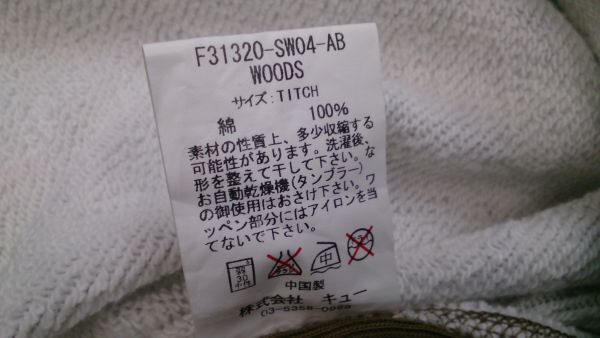 F31320-SW04-AB
WOODS
サイズ:TITCH
綿 100%
素材の性質上、多少収縮する
可能性があります。洗濯後、
形を整えて干して下さい。な
お自動乾燥機(タンブラー)
の御使用はおさけ下さい。ワ
ッペン部分にはアイロンを当
てないで下さい。
弱 30 中性
中
中国製
株式会社 キュー